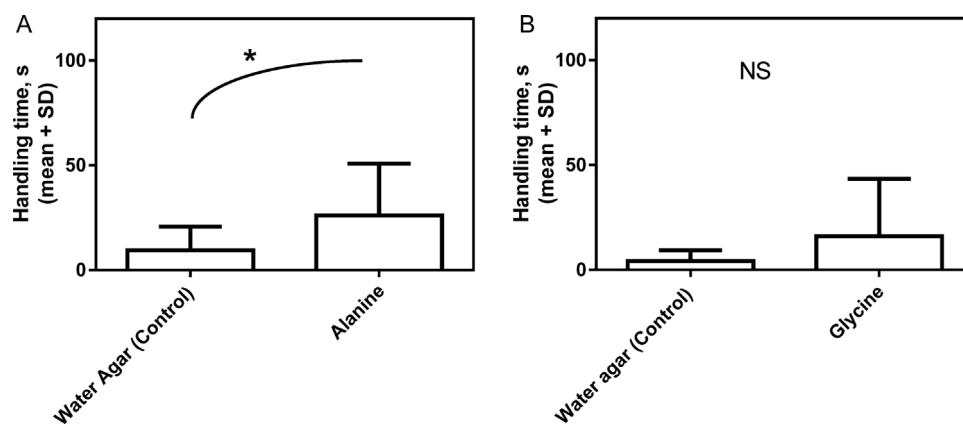 A
Handling time, s
(mean + SD)
100
50
0
*
Water Agar (Control)
Alanine
B
Handling time, s
(mean + SD)
100
50
0
NS
Water agar (Control)
Glycine